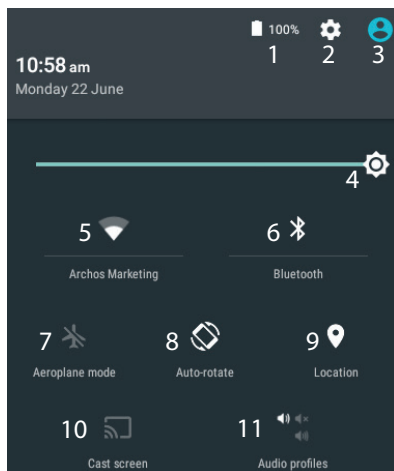 100%
1 2 3
10:58 am
Monday 22 June
4
5 6
Archos Marketing Bluetooth
7 8 9
Aeroplane mode Auto-rotate Location
10 11
Cast screen Audio profiles